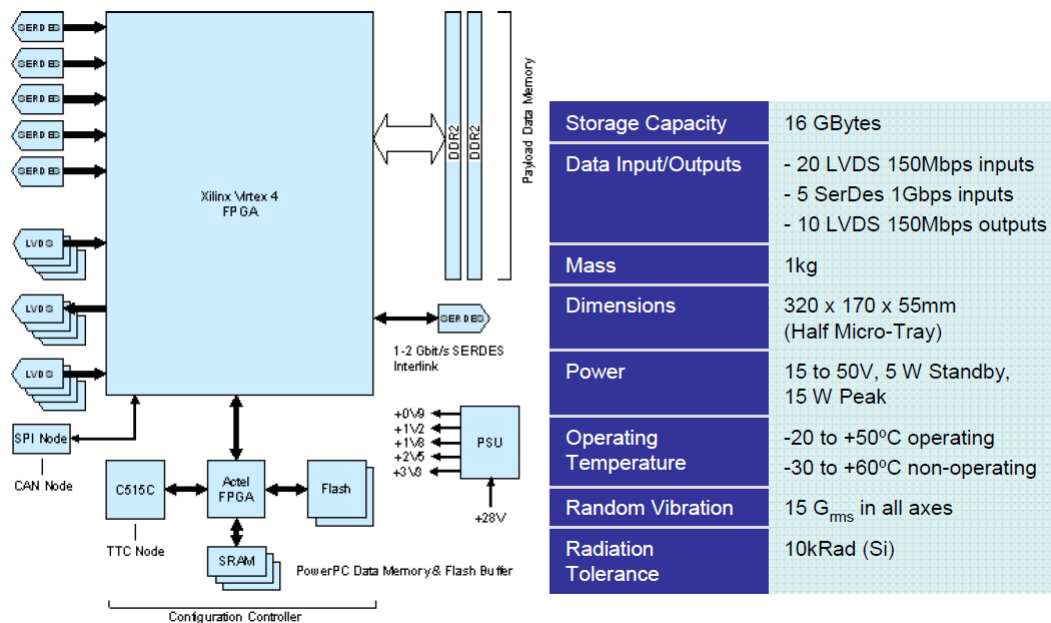 SERDES
SERDES
SERDES
SERDES
SERDES
LVDS
LVDS
LVDS
SPI Node
CAN Node
Xilinx Virtex 4
FPGA
DDR2
DDR2
Payload Data Memory
SERDES
1-2 Gbit/s SERDES
Interlink
+0V9
+1V2
+1V8
+2V5
+3V3
PSU
+28V
C515C
TTC Node
Actel
FPGA
Flash
SRAM
PowerPC Data Memory & Flash Buffer
Configuration Controller
Storage Capacity 16 GBytes
Data Input/Outputs - 20 LVDS 150Mbps inputs
- 5 SerDes 1Gbps inputs
- 10 LVDS 150Mbps outputs
Mass 1kg
Dimensions 320 x 170 x 55mm
(Half Micro-Tray)
Power 15 to 50V, 5 W Standby,
15 W Peak
Operating -20 to +50ºC operating
Temperature -30 to +60ºC non-operating
Random Vibration 15 Grms in all axes
Radiation 10kRad (Si)
Tolerance